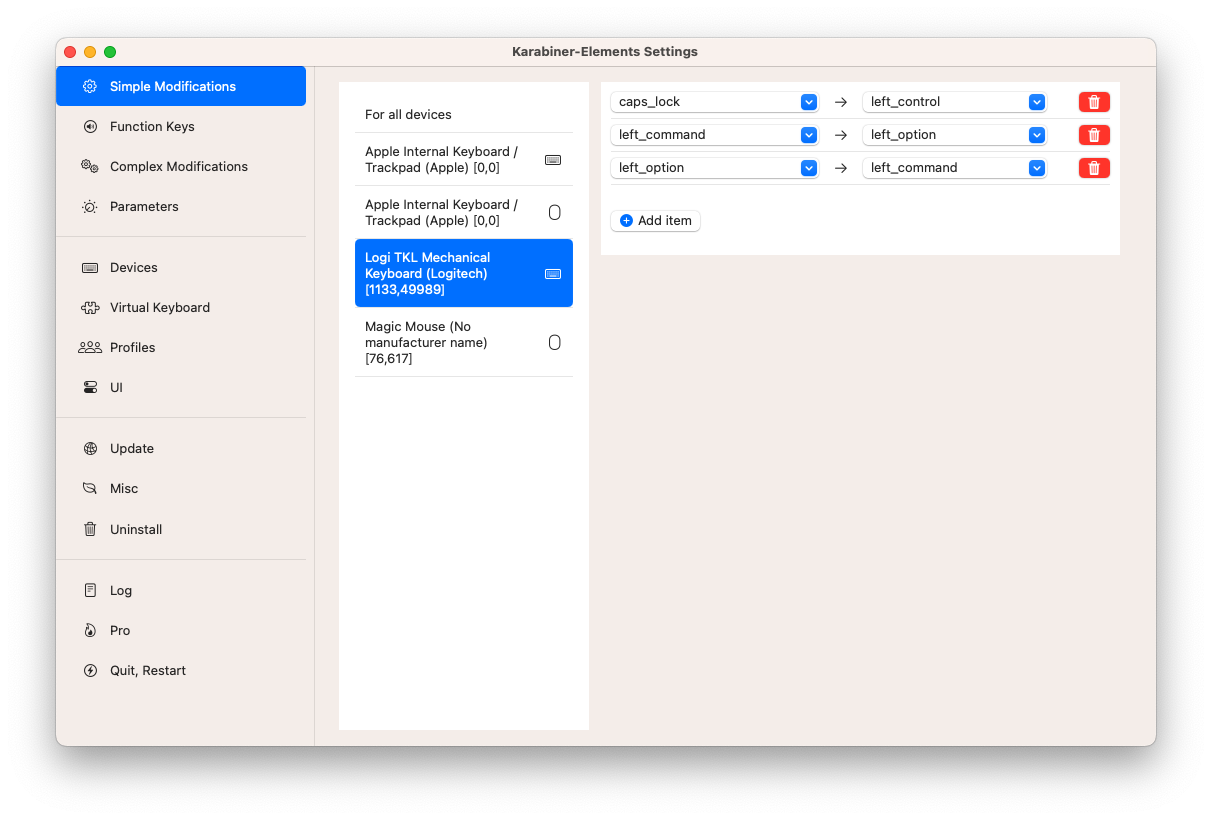 Karabiner-Elements Settings
Simple Modifications
Function Keys
Complex Modifications
Parameters
Devices
Virtual Keyboard
Profiles
UI
Update
Misc
Uninstall
Log
Pro
Quit, Restart
For all devices
Apple Internal Keyboard /
Trackpad (Apple) [0,0]
Apple Internal Keyboard /
Trackpad (Apple) [0,0]
Logi TKL Mechanical
Keyboard (Logitech)
[1133,49989]
Magic Mouse (No
manufacturer name)
[76,617]
caps_lock → left_control
left_command → left_option
left_option → left_command
Add item